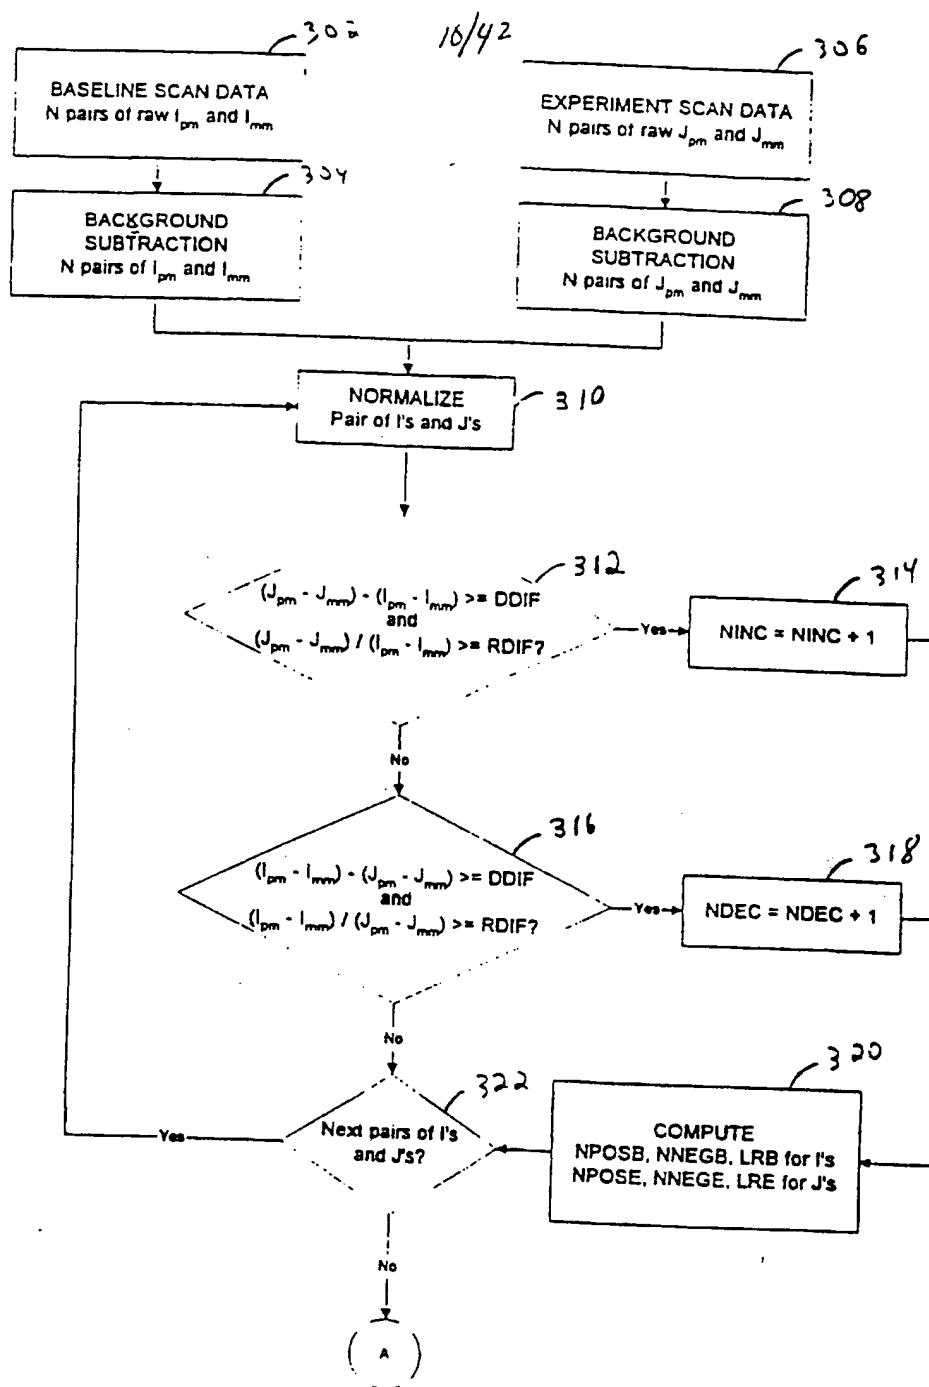 302
10/42
306
BASELINE SCAN DATA
N pairs of raw Ipm and Imm
EXPERIMENT SCAN DATA
N pairs of raw Jpm and Jmm
304
308
BACKGROUND
SUBTRACTION
N pairs of Ipm and Imm
BACKGROUND
SUBTRACTION
N pairs of Jpm and Jmm
NORMALIZE
Pair of I's and J's
310
312
(Jpm - Jmm) - (Ipm - Imm) >= DDIF
and
(Jpm - Jmm) / (Ipm - Imm) >= RDIF?
Yes
314
NINC = NINC + 1
No
316
(Ipm - Imm) - (Jpm - Jmm) >= DDIF
and
(Ipm - Imm) / (Jpm - Jmm) >= RDIF?
Yes
318
NDEC = NDEC + 1
No
322
Next pairs of I's
and J's?
Yes
320
COMPUTE
NPOSB, NNEGB, LRB for I's
NPOSE, NNEGE, LRE for J's
No
A